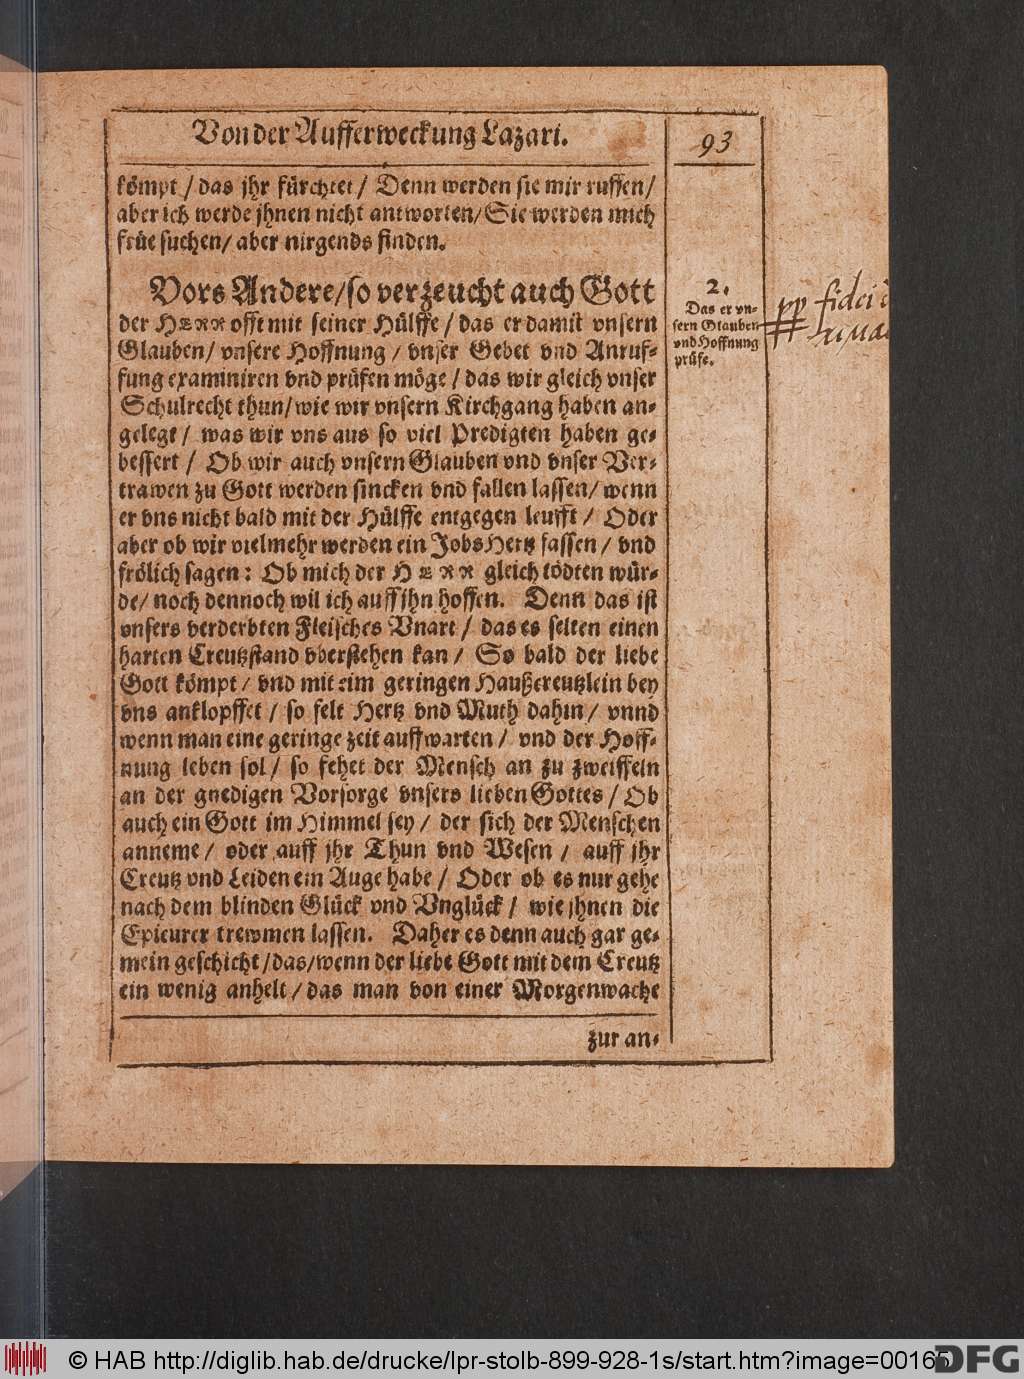 Von der Aufferweckung Lazari.
93
kömpt / das jhr fürchtet / Denn werden sie mir ruffen /
aber ich werde jhnen nicht antworten / Sie werden mich
früe suchen / aber nirgends finden.
Vors Andere / so verzeucht auch Gott
der HERR offt mit seiner Hülffe / das er damit vnsern
Glauben / vnsere Hoffnung / vnser Gebet vnd Anruf-
fung examiniren vnd prüfen möge / das wir gleich vnser
Schulrecht thun / wie wir vnsern Kirchgang haben an-
gelegt / was wir vns aus so viel Predigten haben ge-
bessert / Ob wir auch vnsern Glauben vnd vnser Ver-
trawen zu Gott werden sincken vnd fallen lassen / wenn
er vns nicht bald mit der Hülffe entgegen leufft / Oder
aber ob wir vielmehr werden ein Jobs Hertz fassen / vnd
frölich sagen : Ob mich der HERR gleich tödten wür-
de / noch dennoch wil ich auff jhn hoffen. Denn das ist
vnsers verderbten Fleisches Vnart / das es selten einen
harten Creutzstand vberstehen kan / So bald der liebe
Gott kömpt / vnd mit eim geringen Haußcreutzlein bey
vns anklopffet / so felt Hertz vnd Muth dahin / vnnd
wenn man eine geringe zeit auffwarten / vnd der Hoff-
nung leben sol / so fehet der Mensch an zu zweiffeln
an der gnedigen Vorsorge vnsers lieben Gottes / Ob
auch ein Gott im Himmel sey / der sich der Menschen
anneme / oder auff jhr Thun vnd Wesen / auff jhr
Creutz vnd Leiden ein Auge habe / Oder ob es nur gehe
nach dem blinden Glück vnd Vnglück / wie jhnen die
Epicurer trewmen lassen. Daher es denn auch gar ge-
mein geschicht / das / wenn der liebe Gott mit dem Creutz
ein wenig anhelt / das man von einer Morgenwache
zur an-
2.
Das er vn-
sern Glauben
vnd Hoffnung
prüfe.
pp fidei
© HAB http://diglib.hab.de/drucke/lpr-stolb-899-928-1s/start.htm?image=00165
DFG